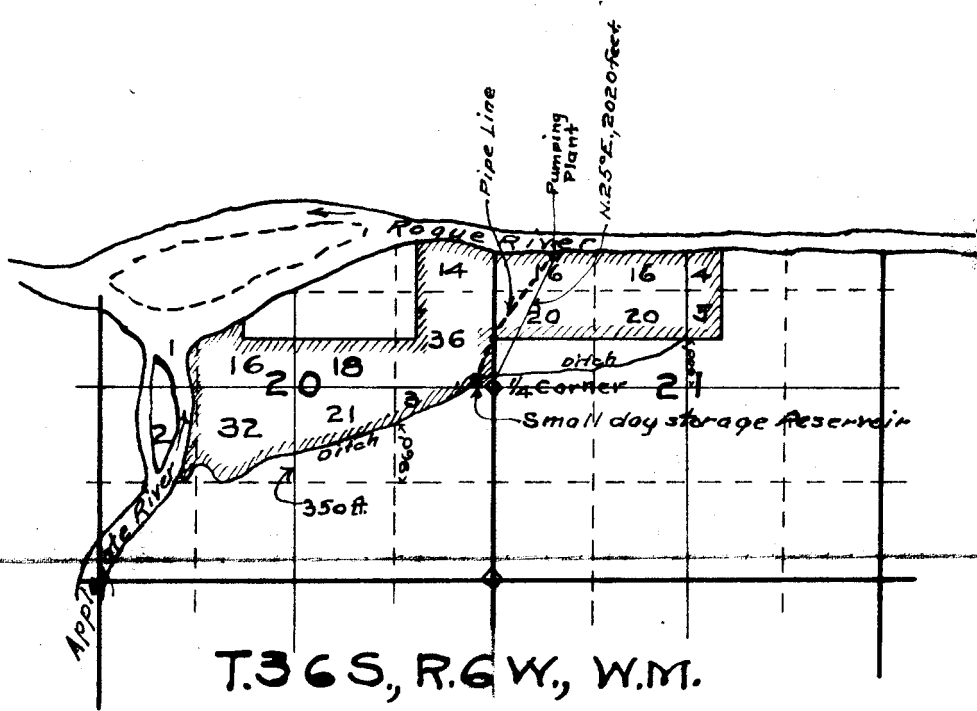 N.25°E., 2020 feet
Pipe Line
Pumping
Plant
Rogue River
14
16
16
4
20
20
5
36
1
16
20
18
Ditch
¼ Corner
21
3
2
32
21
Small day storage Reservoir
Ditch
960'
350 ft.
River
T.36S., R.6W., W.M.